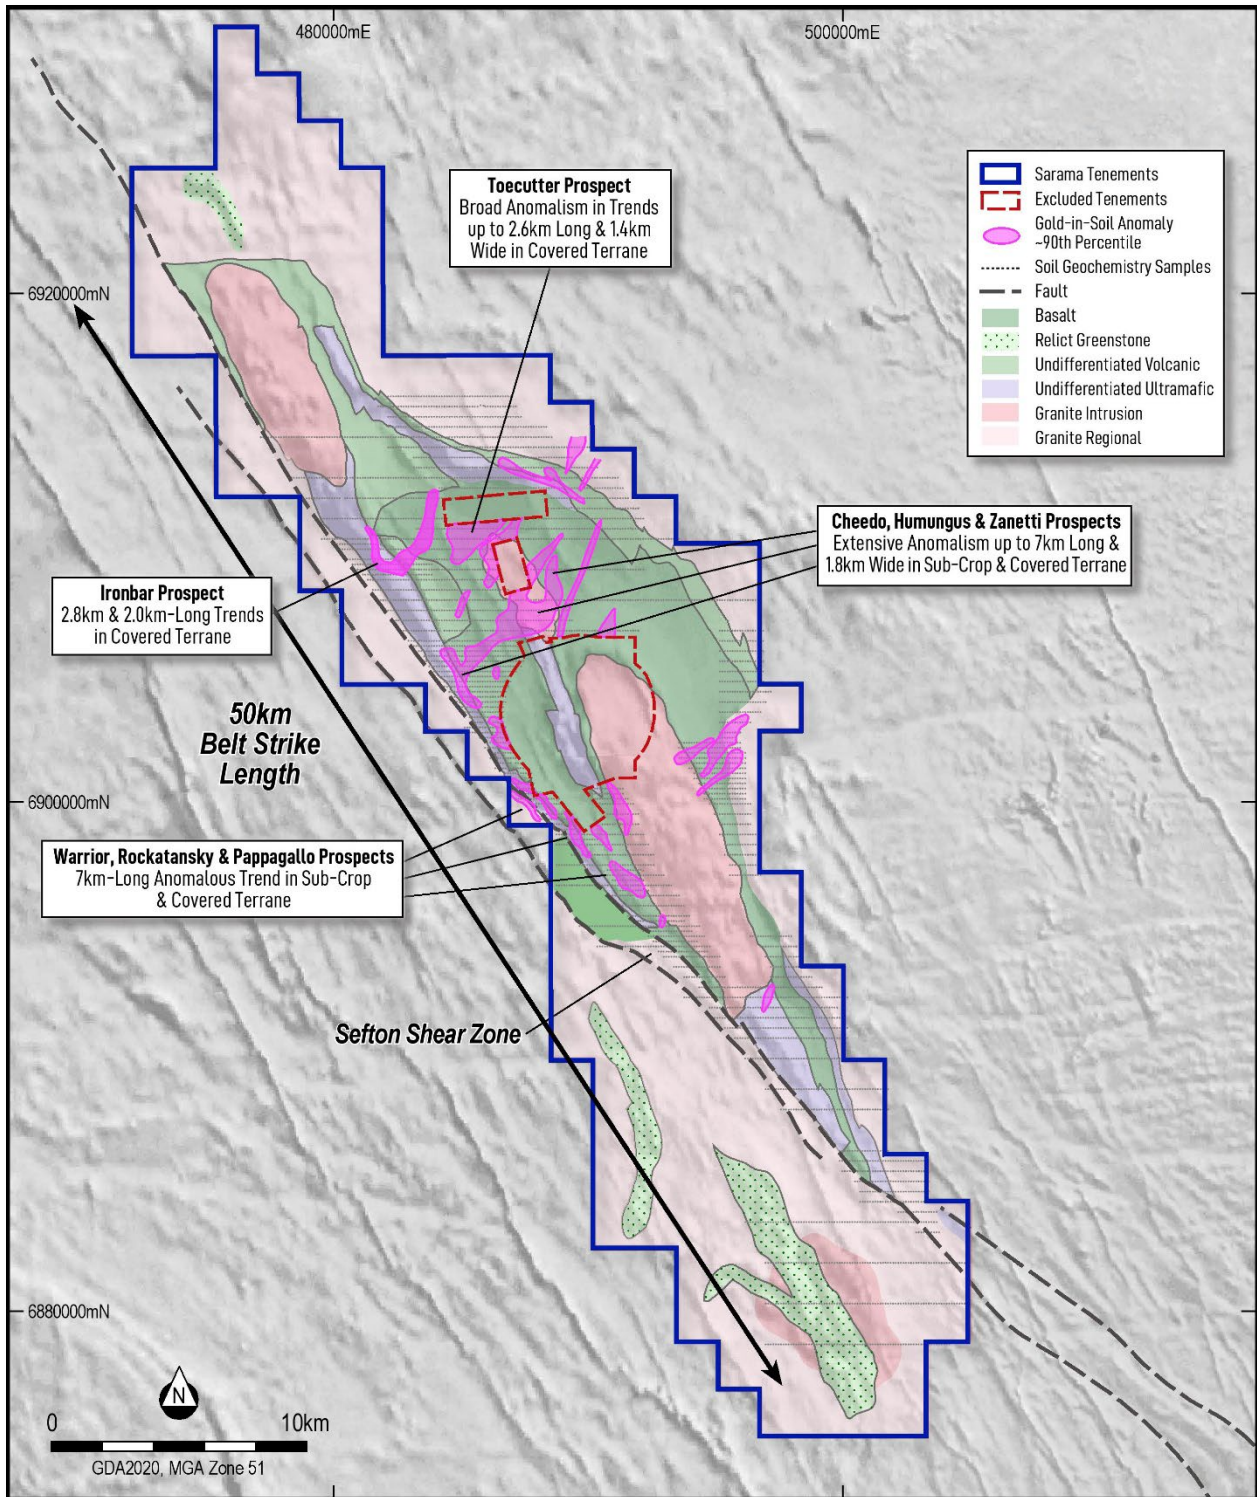 480000mE
500000mE
Toecutter Prospect
Broad Anomalism in Trends
up to 2.6km Long & 1.4km
Wide in Covered Terrane
Sarama Tenements
Excluded Tenements
Gold-in-Soil Anomaly
~90th Percentile
Soil Geochemistry Samples
Fault
Basalt
Relict Greenstone
Undifferentiated Volcanic
Undifferentiated Ultramafic
Granite Intrusion
Granite Regional
6920000mN
Cheedo, Humungus & Zanetti Prospects
Extensive Anomalism up to 7km Long &
1.8km Wide in Sub-Crop & Covered Terrane
Ironbar Prospect
2.8km & 2.0km-Long Trends
in Covered Terrane
50km
Belt Strike
Length
6900000mN
Warrior, Rockatansky & Pappagallo Prospects
7km-Long Anomalous Trend in Sub-Crop
& Covered Terrane
Sefton Shear Zone
6880000mN
N
0 10km
GDA2020, MGA Zone 51